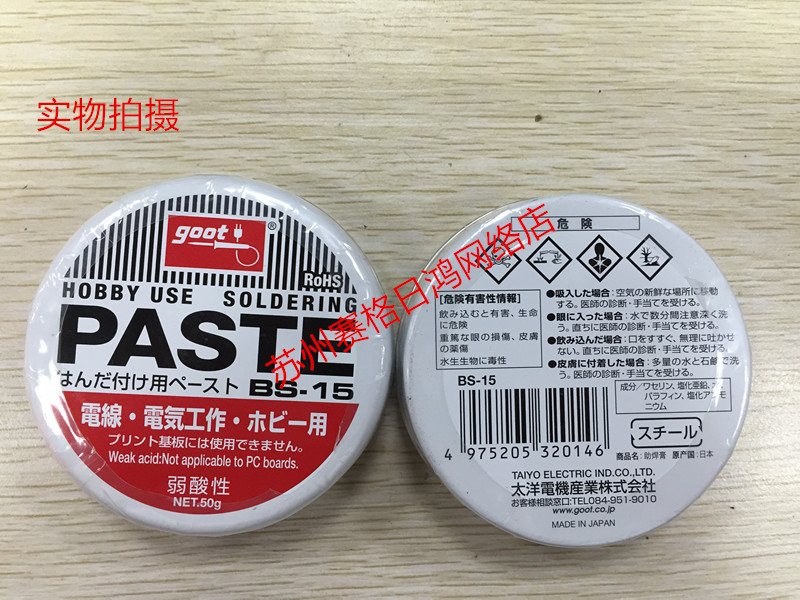 实物拍摄
苏州赛格日鸿网络店
goot®
RoHS
HOBBY USE SOLDERING
PASTE
はんだ付け用ペースト BS-15
電線・電気工作・ホビー用
プリント基板には使用できません。
Weak acid:Not applicable to PC boards.
弱酸性
NET.50g
危険
[危険有害性情報]
飲み込むと有害、生命
に危険
重篤な眼の損傷、皮膚
の薬傷
水生生物に毒性
●吸入した場合:空気の新鮮な場所に移動
する。医師の診断・手当てを受ける。
●眼に入った場合:水で数分間注意深く洗
う。直ちに医師の診断・手当てを受ける。
●飲み込んだ場合:口をすすぐ、無理に吐かせ
ない。直ちに医師の診断・手当てを受ける。
●皮膚に付着した場合:多量の水と石鹸で洗
う。医師の診断・手当てを受ける。
BS-15
成分/ワセリン、塩化亜鉛、
パラフィン、塩化アンモ
ニウム
4 975205 320146
スチール
商品名:助焊膏 原产国:日本
TAIYO ELECTRIC IND.CO.,LTD.
太洋電機産業株式会社
お客様相談窓口:TEL084-951-9010
www.goot.co.jp
MADE IN JAPAN